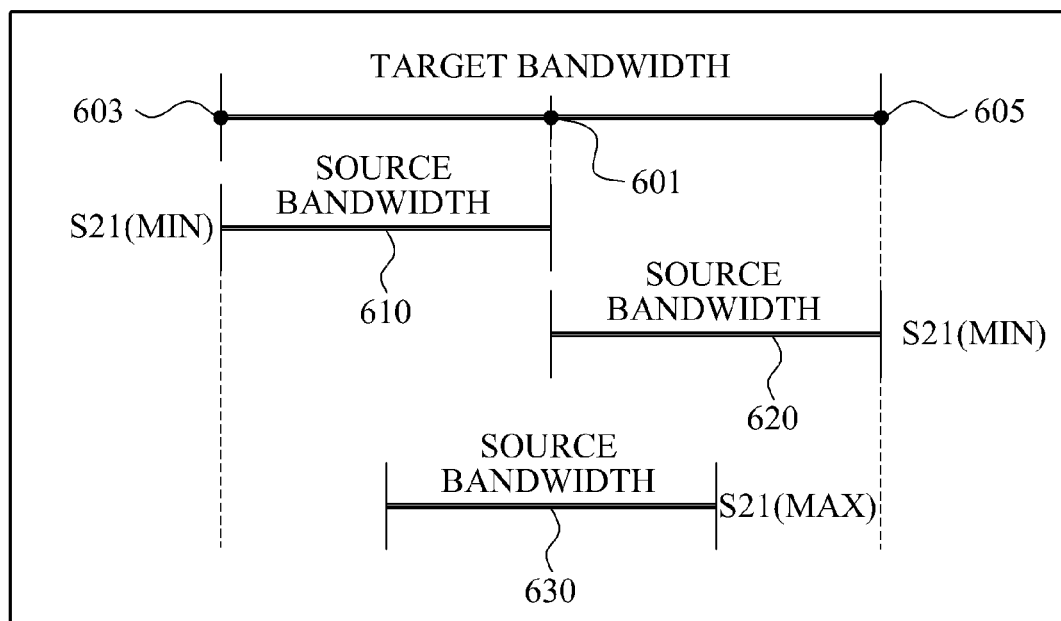 TARGET BANDWIDTH
603
605
601
SOURCE
BANDWIDTH
S21(MIN)
610
SOURCE
BANDWIDTH
S21(MIN)
620
SOURCE
BANDWIDTH
S21(MAX)
630